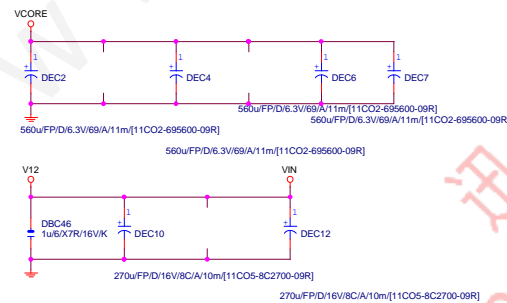 VCORE
1 1 1 1
+ DEC2 + DEC4 + DEC6 + DEC7
560u/FP/D/6.3V/69/A/11m/[11CO2-695600-09R]
560u/FP/D/6.3V/69/A/11m/[11CO2-695600-09R]
560u/FP/D/6.3V/69/A/11m/[11CO2-695600-09R]
560u/FP/D/6.3V/69/A/11m/[11CO2-695600-09R]
V12 VIN
1 1
DBC46
1u/6/X7R/16V/K
+ DEC10 + DEC12
270u/FP/D/16V/8C/A/10m/[11CO5-8C2700-09R]
270u/FP/D/16V/8C/A/10m/[11CO5-8C2700-09R]